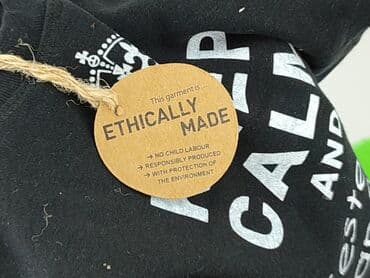 This garment is...
ETHICALLY
MADE
→ NO CHILD LABOUR
→ RESPONSIBLY PRODUCED
→ WITH PROTECTION OF
THE ENVIRONMENT
CALM
AND